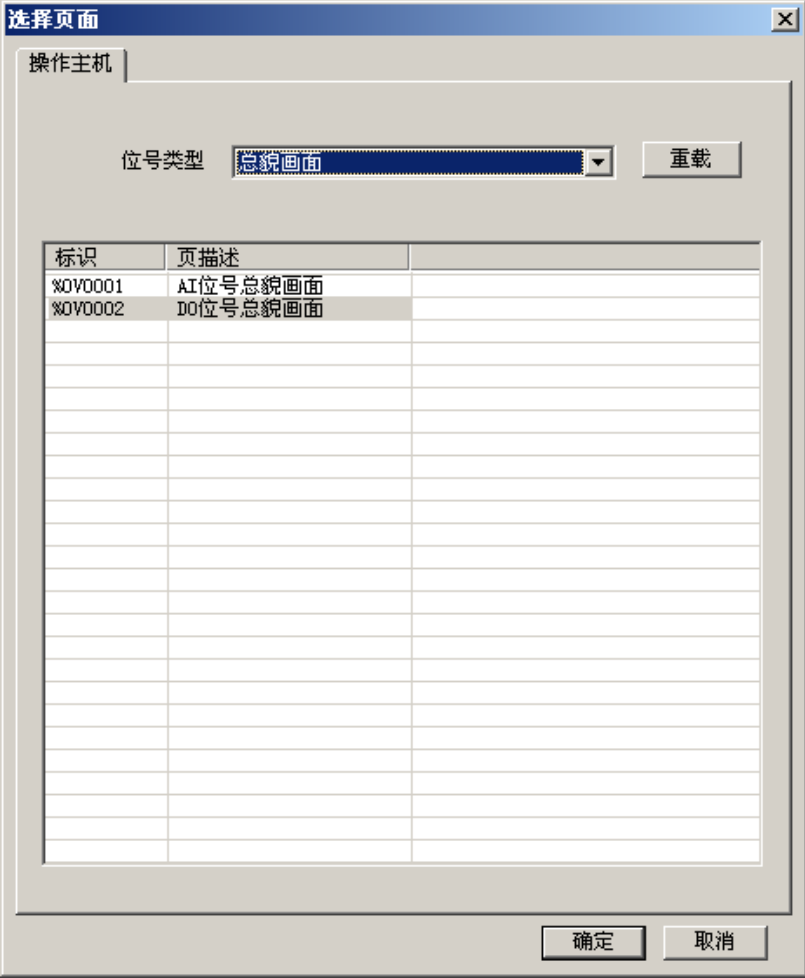 选择页面
操作主机
位号类型 总貌画面 重载
标识 页描述
%OV0001 AI位号总貌画面
%OV0002 DO位号总貌画面
确定 取消